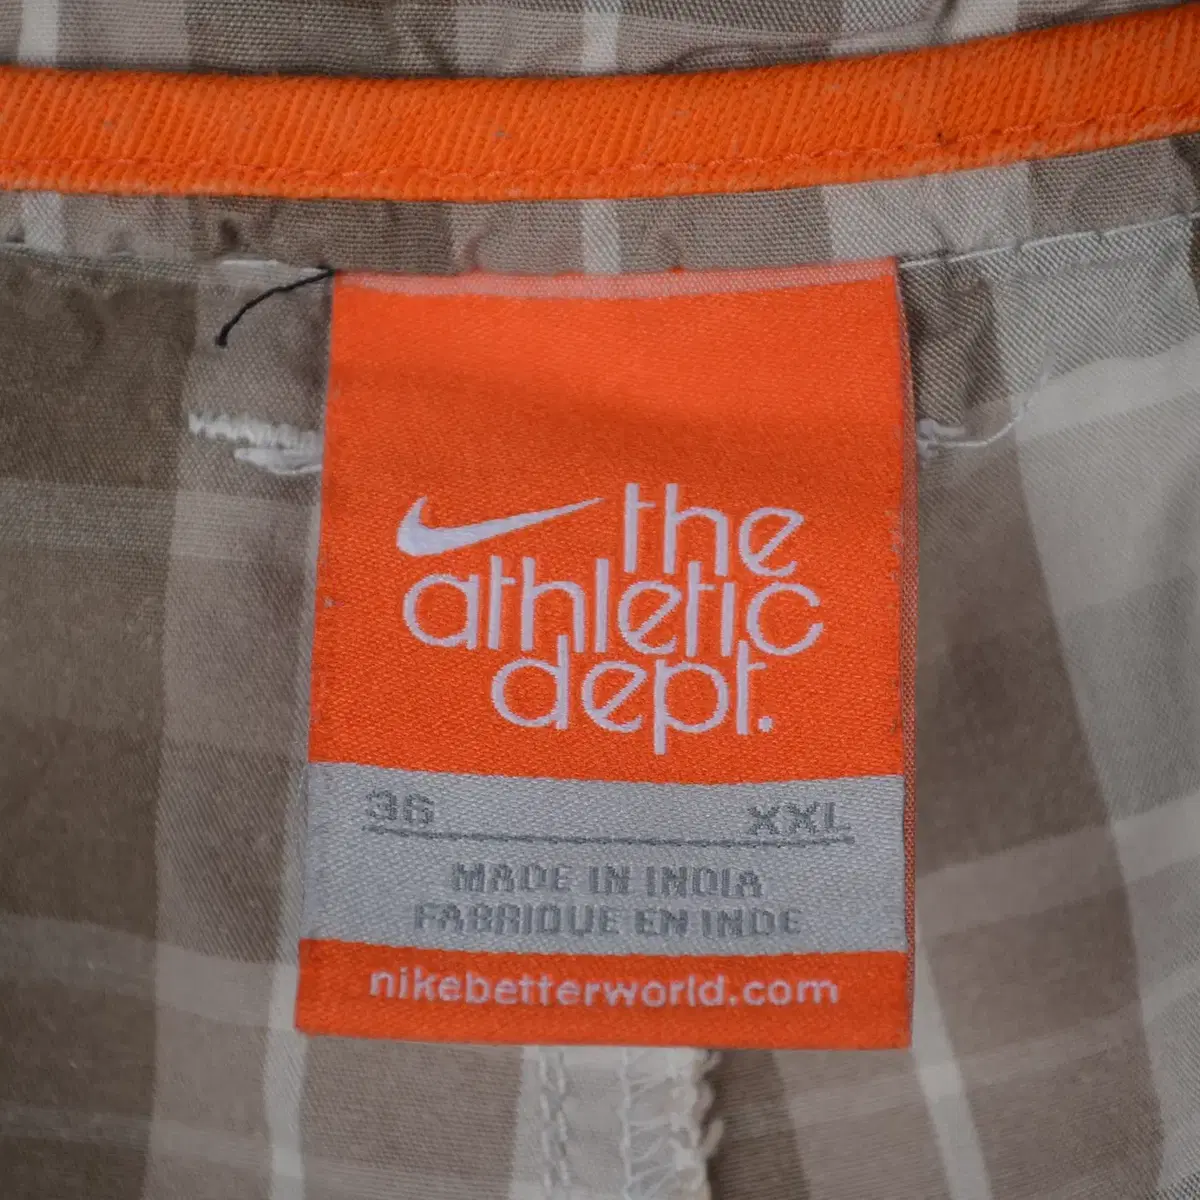 the
athletic
dept.
36 XXL
MADE IN INDIA
FABRIQUE EN INDE
nikebetterworld.com